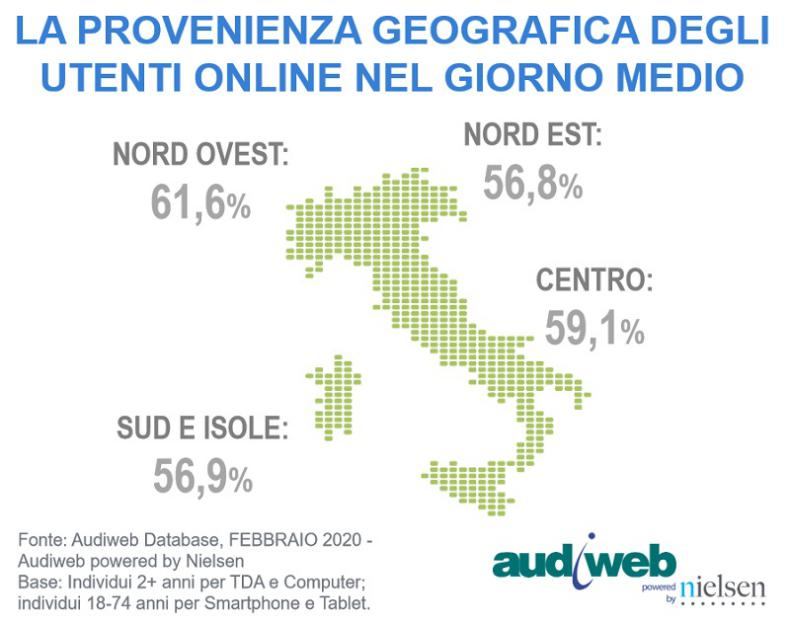 LA PROVENIENZA GEOGRAFICA DEGLI
UTENTI ONLINE NEL GIORNO MEDIO
NORD OVEST:
61,6%
NORD EST:
56,8%
CENTRO:
59,1%
SUD E ISOLE:
56,9%
Fonte: Audiweb Database, FEBBRAIO 2020 -
Audiweb powered by Nielsen
Base: Individui 2+ anni per TDA e Computer;
individui 18-74 anni per Smartphone e Tablet.
audiweb
powered
by nielsen